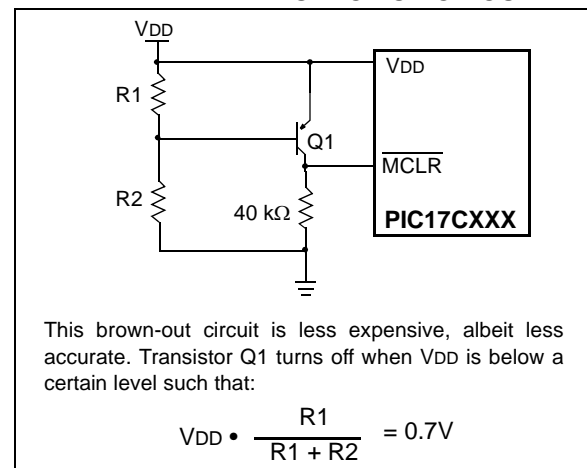 VDD
R1
R2
Q1
40 kΩ
VDD
MCLR
PIC17CXXX
This brown-out circuit is less expensive, albeit less
accurate. Transistor Q1 turns off when VDD is below a
certain level such that:
VDD • R1 / R1 + R2 = 0.7V